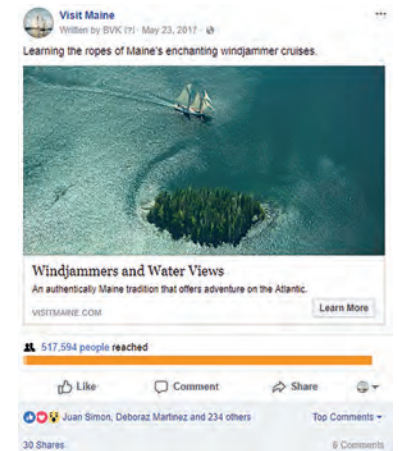 Visit Maine
Written by BVK [?] · May 23, 2017 ·
Learning the ropes of Maine's enchanting windjammer cruises.
Windjammers and Water Views
An authentically Maine tradition that offers adventure on the Atlantic.
VISITMAINE.COM
Learn More
517,594 people reached
Like Comment Share
Juan Simon, Deboraz Martinez and 234 others Top Comments
30 Shares 6 Comments